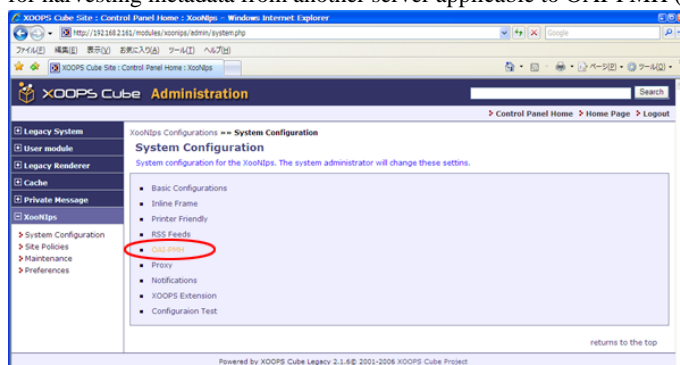 for harvesting metadata from another server applicable to OAI-PMH (
XOOPS Cube Site : Control Panel Home : XooNIps - Windows Internet Explorer
http://192.168.2.161/modules/xoonips/admin/system.php
Google
ファイル(F) 編集(E) 表示(V) お気に入り(A) ツール(T) ヘルプ(H)
XOOPS Cube Site : Control Panel Home : XooNIps
ページ(P) ツール(O)
XOOPS Cube Administration
Search
Control Panel Home Home Page Logout
Legacy System
User module
Legacy Renderer
Cache
Private Message
XooNIps
System Configuration
Site Policies
Maintenance
Preferences
XooNIps Configurations »» System Configuration
System Configuration
System configuration for the XooNIps. The system administrator will change these settins.
Basic Configurations
Inline Frame
Printer Friendly
RSS Feeds
OAI-PMH
Proxy
Notifications
XOOPS Extension
Configuraion Test
returns to the top
Powered by XOOPS Cube Legacy 2.1.6© 2001-2006 XOOPS Cube Project